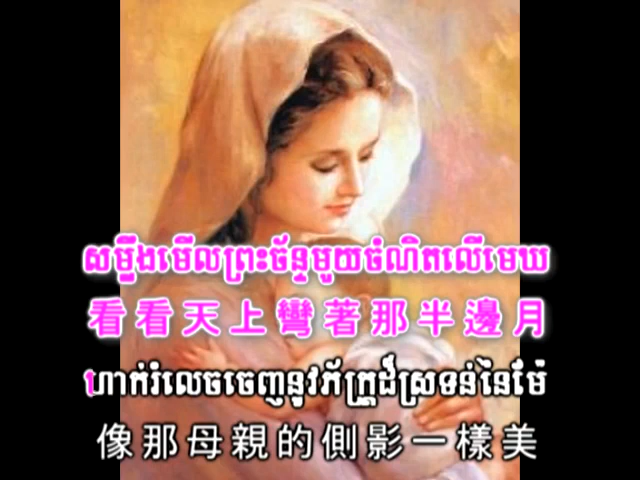 សម្លឹងមើលព្រះច័ន្ទមួយចំណិតលើមេឃ
看看天上彎著那半邊月
ហាក់រំលេចចេញនូវភ័ក្ត្រដ៏ស្រទន់នៃម៉ែ
像那母親的側影一樣美